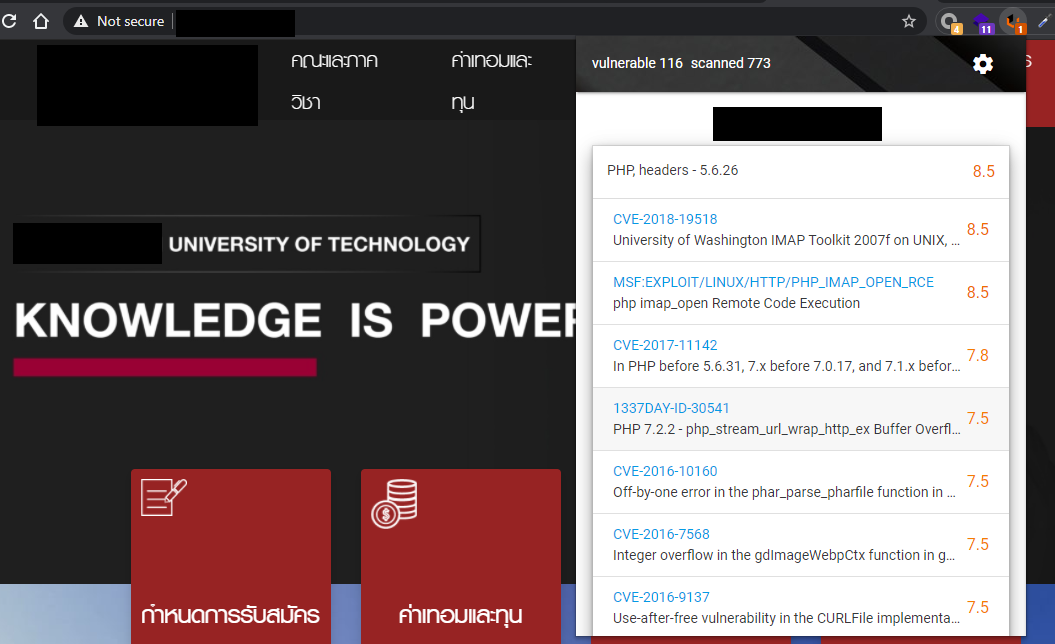 Not secure
4
11
1
คณะและภาค
ค่าเทอมและ
วิชา
ทุน
UNIVERSITY OF TECHNOLOGY
KNOWLEDGE IS POWER
กำหนดการรับสมัคร
ค่าเทอมและทุน
vulnerable 116 scanned 773
S
PHP, headers - 5.6.26
8.5
CVE-2018-19518
University of Washington IMAP Toolkit 2007f on UNIX, ...
8.5
MSF:EXPLOIT/LINUX/HTTP/PHP_IMAP_OPEN_RCE
php imap_open Remote Code Execution
8.5
CVE-2017-11142
In PHP before 5.6.31, 7.x before 7.0.17, and 7.1.x befor...
7.8
1337DAY-ID-30541
PHP 7.2.2 - php_stream_url_wrap_http_ex Buffer Overfl...
7.5
CVE-2016-10160
Off-by-one error in the phar_parse_pharfile function in ...
7.5
CVE-2016-7568
Integer overflow in the gdImageWebpCtx function in g...
7.5
CVE-2016-9137
Use-after-free vulnerability in the CURLFile implementa...
7.5